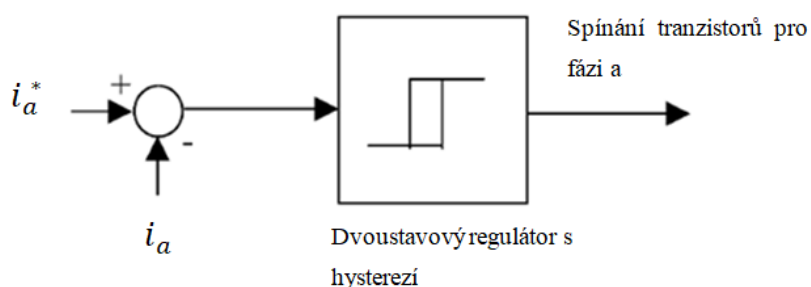 Spínání tranzistorů pro
fázi a
+
i_a^*
-
i_a
Dvoustavový regulátor s
hysterezí